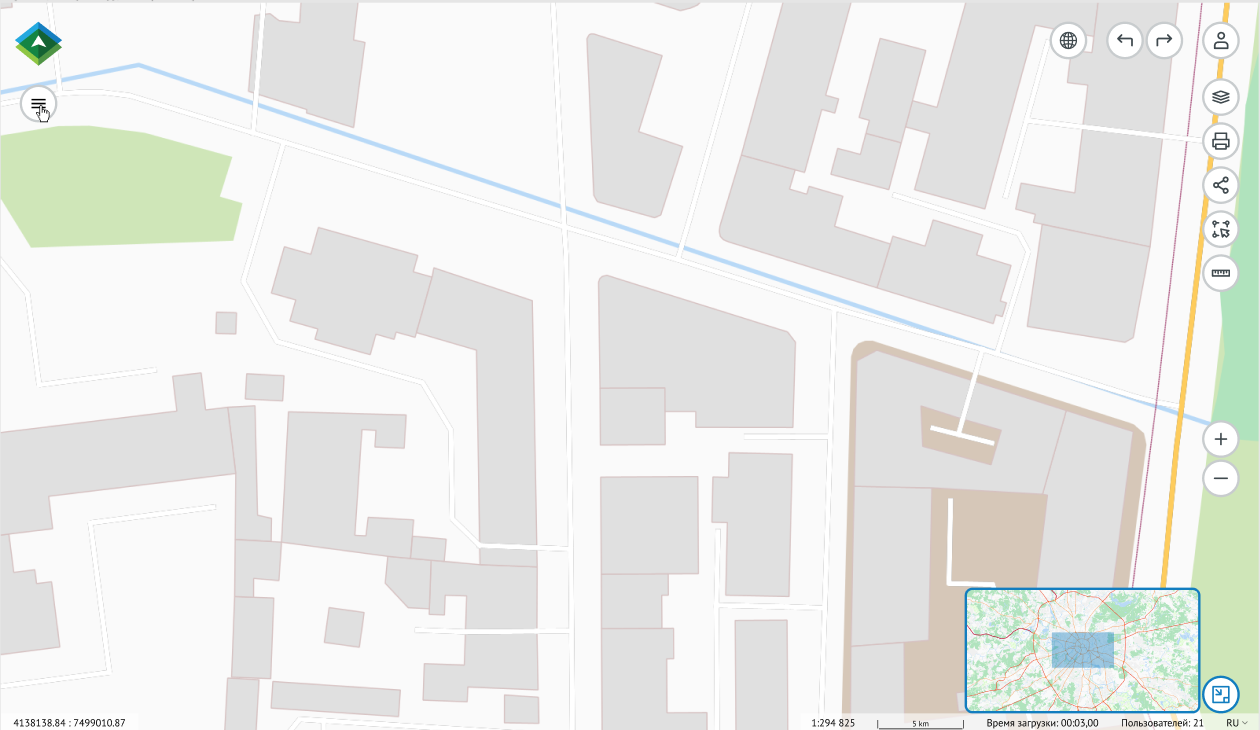 4138138.84 : 7499010.87
1:294 825
5 km
Время загрузки: 00:03,00
Пользователей: 21
RU